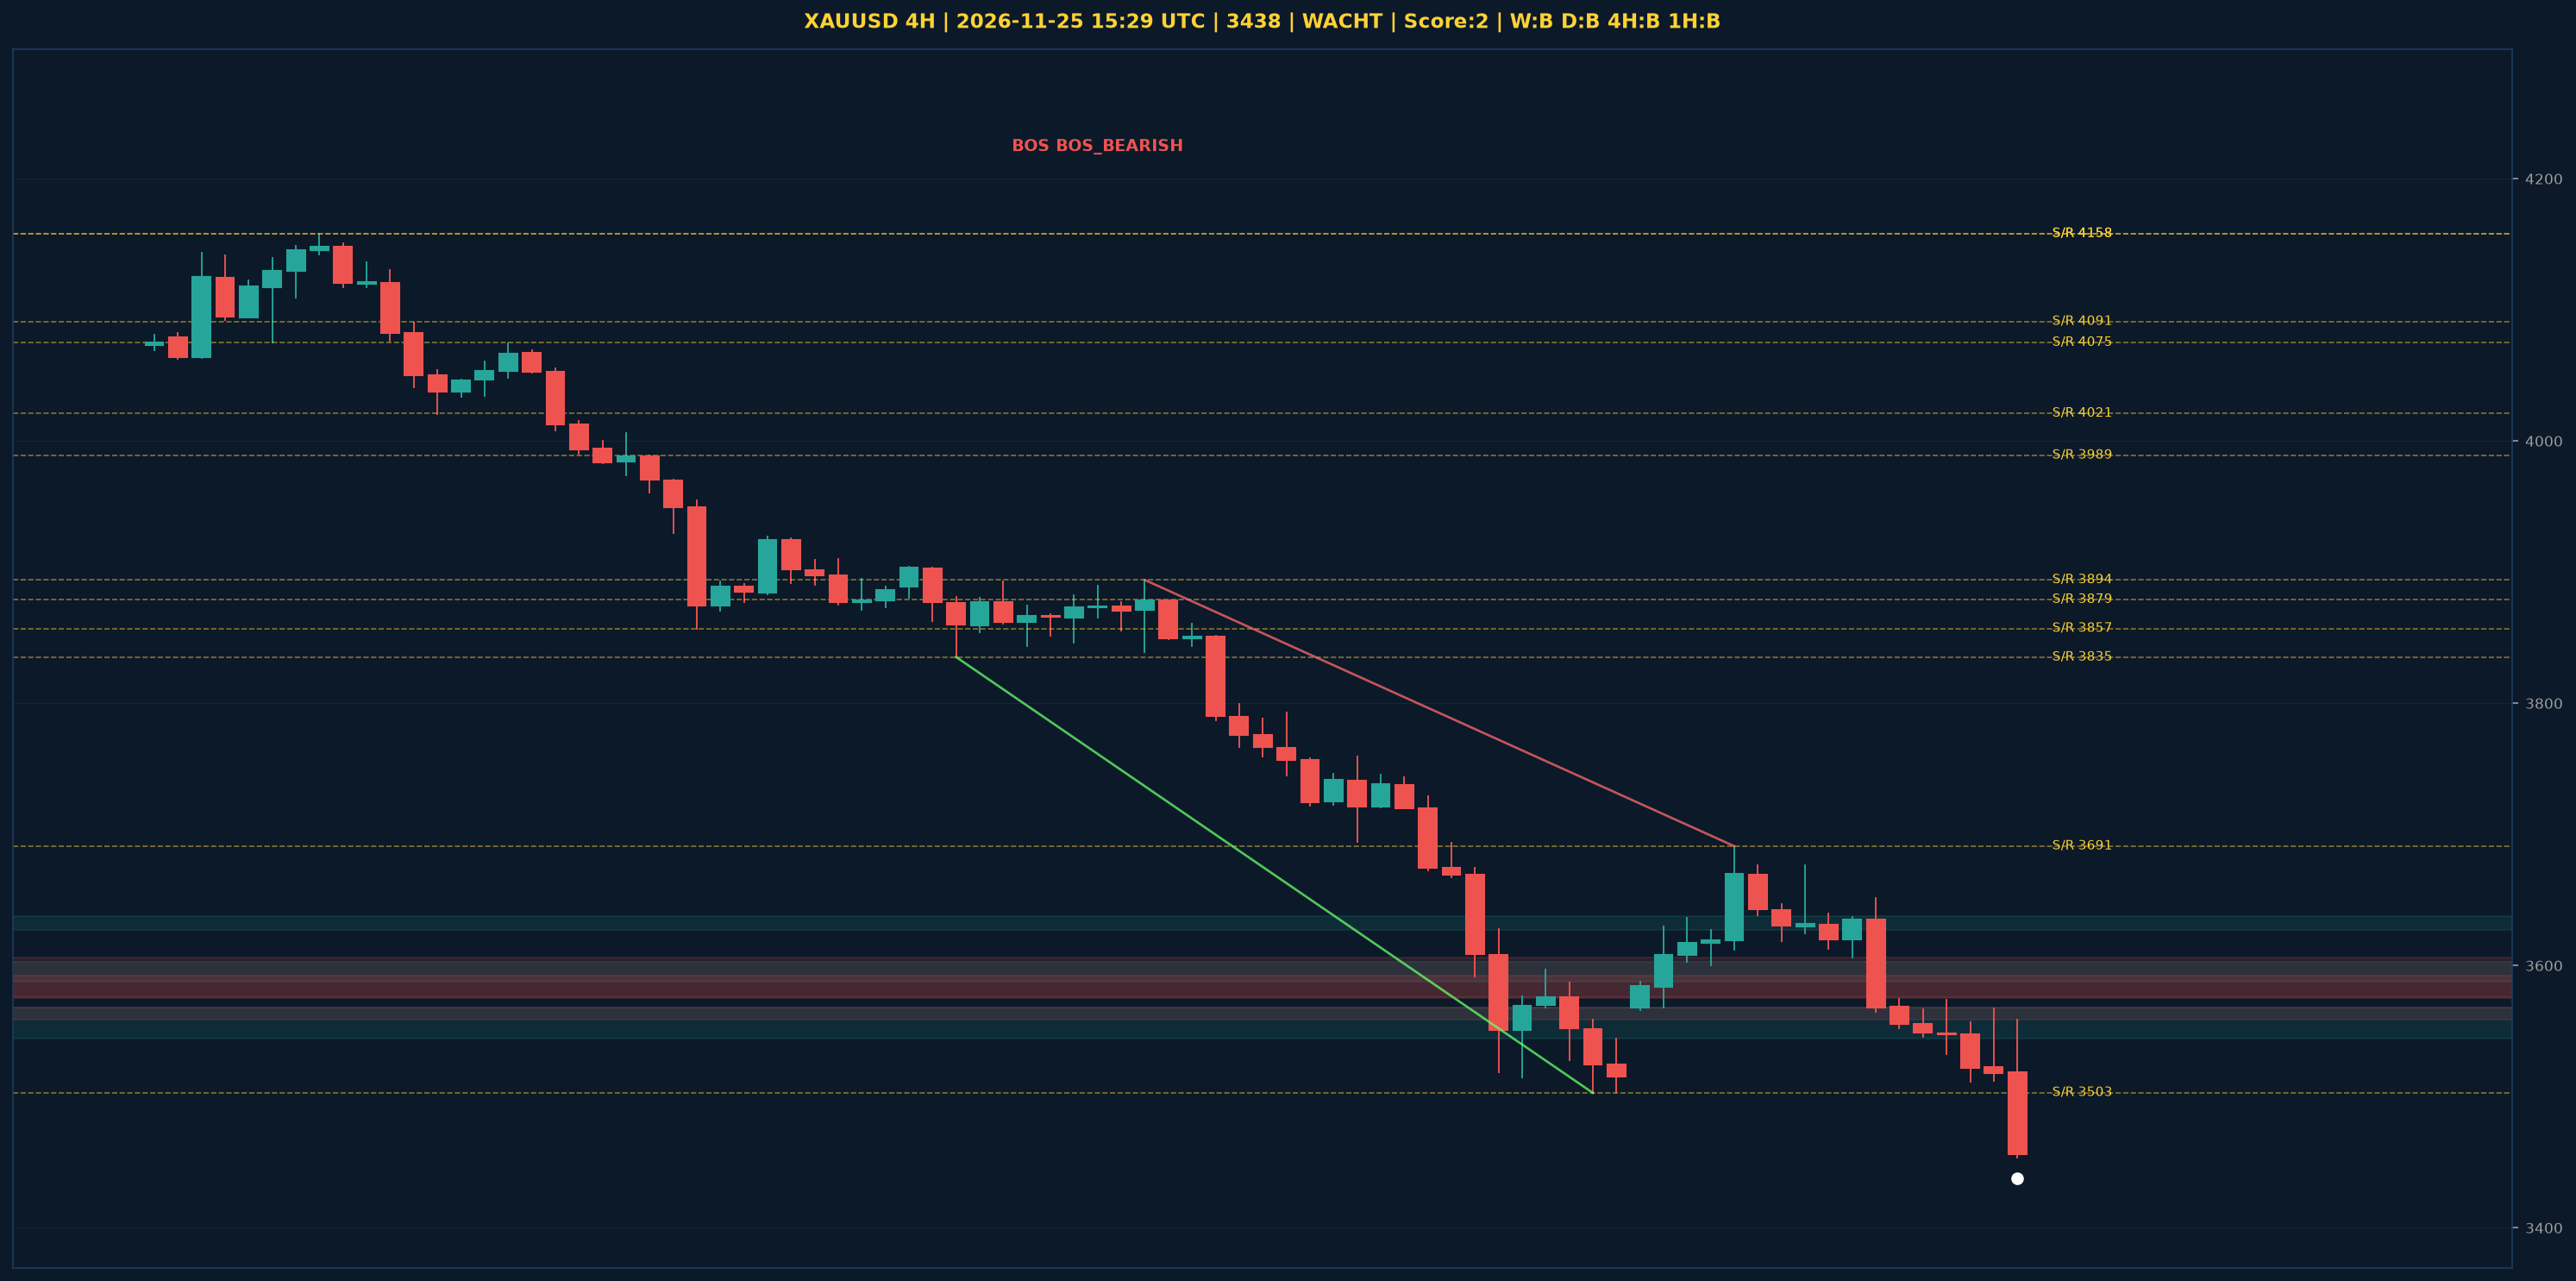 XAUUSD 4H | 2026-11-25 15:29 UTC | 3438 | WACHT | Score:2 | W:B D:B 4H:B 1H:B
BOS BOS_BEARISH
4200
S/R 4158
S/R 4091
S/R 4075
S/R 4021
4000
S/R 3989
S/R 3894
S/R 3879
S/R 3857
S/R 3835
3800
S/R 3691
3600
S/R 3503
3400